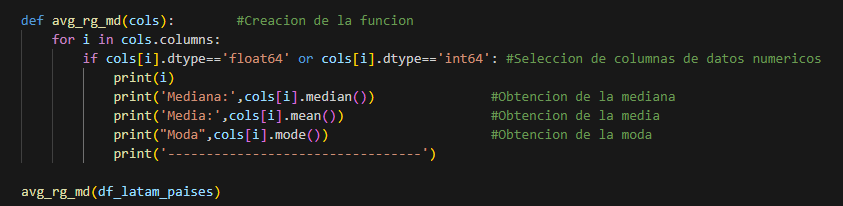 def avg_rg_md(cols):        #Creacion de la funcion
    for i in cols.columns:
        if cols[i].dtype=='float64' or cols[i].dtype=='int64': #Seleccion de columnas de datos numericos
            print(i)
            print('Mediana:',cols[i].median())               #Obtencion de la mediana
            print('Media:',cols[i].mean())                   #Obtencion de la media
            print("Moda",cols[i].mode())                     #Obtencion de la moda
            print('---------------------------------')
avg_rg_md(df_latam_paises)